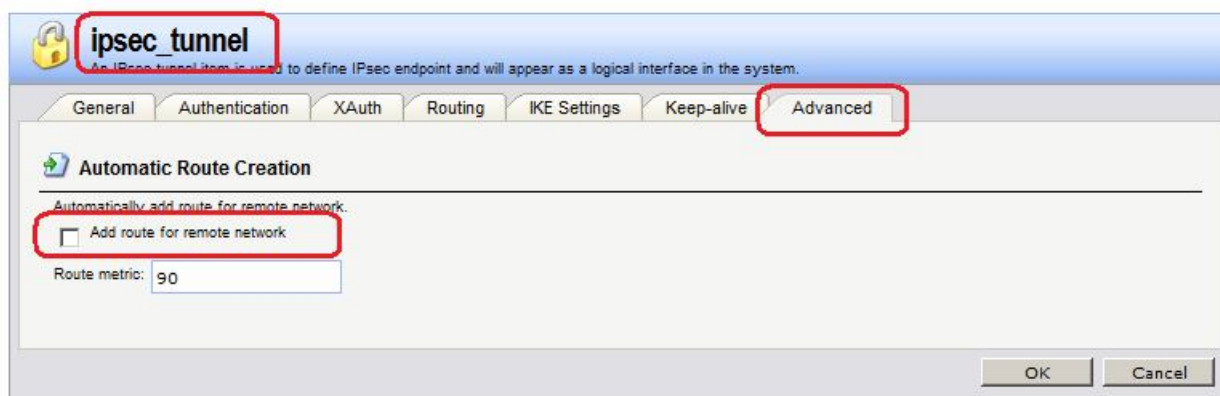 ipsec_tunnel
An IPsec tunnel item is used to define IPsec endpoint and will appear as a logical interface in the system.
General Authentication XAuth Routing IKE Settings Keep-alive Advanced
Automatic Route Creation
Automatically add route for remote network.
Add route for remote network
Route metric: 90
OK Cancel